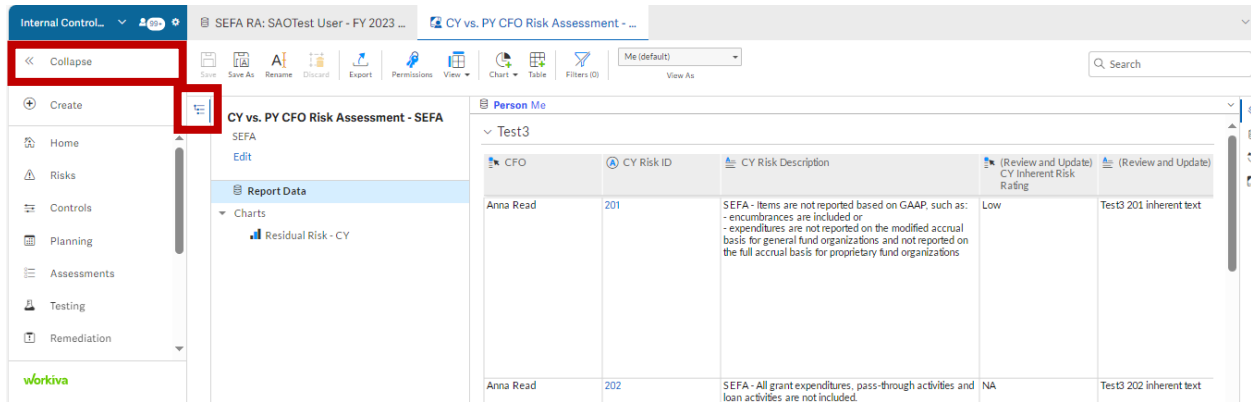 Internal Control... 99+
SEFA RA: SAOTest User - FY 2023 ...
CY vs. PY CFO Risk Assessment - ...
Collapse
Create
Home
Risks
Controls
Planning
Assessments
Testing
Remediation
workiva
Save
Save As
Rename
Discard
Export
Permissions
View
Chart
Table
Filters (0)
Me (default)
View As
Search
CY vs. PY CFO Risk Assessment - SEFA
SEFA
Edit
Report Data
Charts
Residual Risk - CY
Person Me
Test3
CFO
CY Risk ID
CY Risk Description
(Review and Update)
CY Inherent Risk
Rating
(Review and Update)
Anna Read
201
SEFA - Items are not reported based on GAAP, such as:
- encumbrances are included or
- expenditures are not reported on the modified accrual
basis for general fund organizations and not reported on
the full accrual basis for proprietary fund organizations
Low
Test3 201 inherent text
Anna Read
202
SEFA - All grant expenditures, pass-through activities and
loan activities are not included.
NA
Test3 202 inherent text